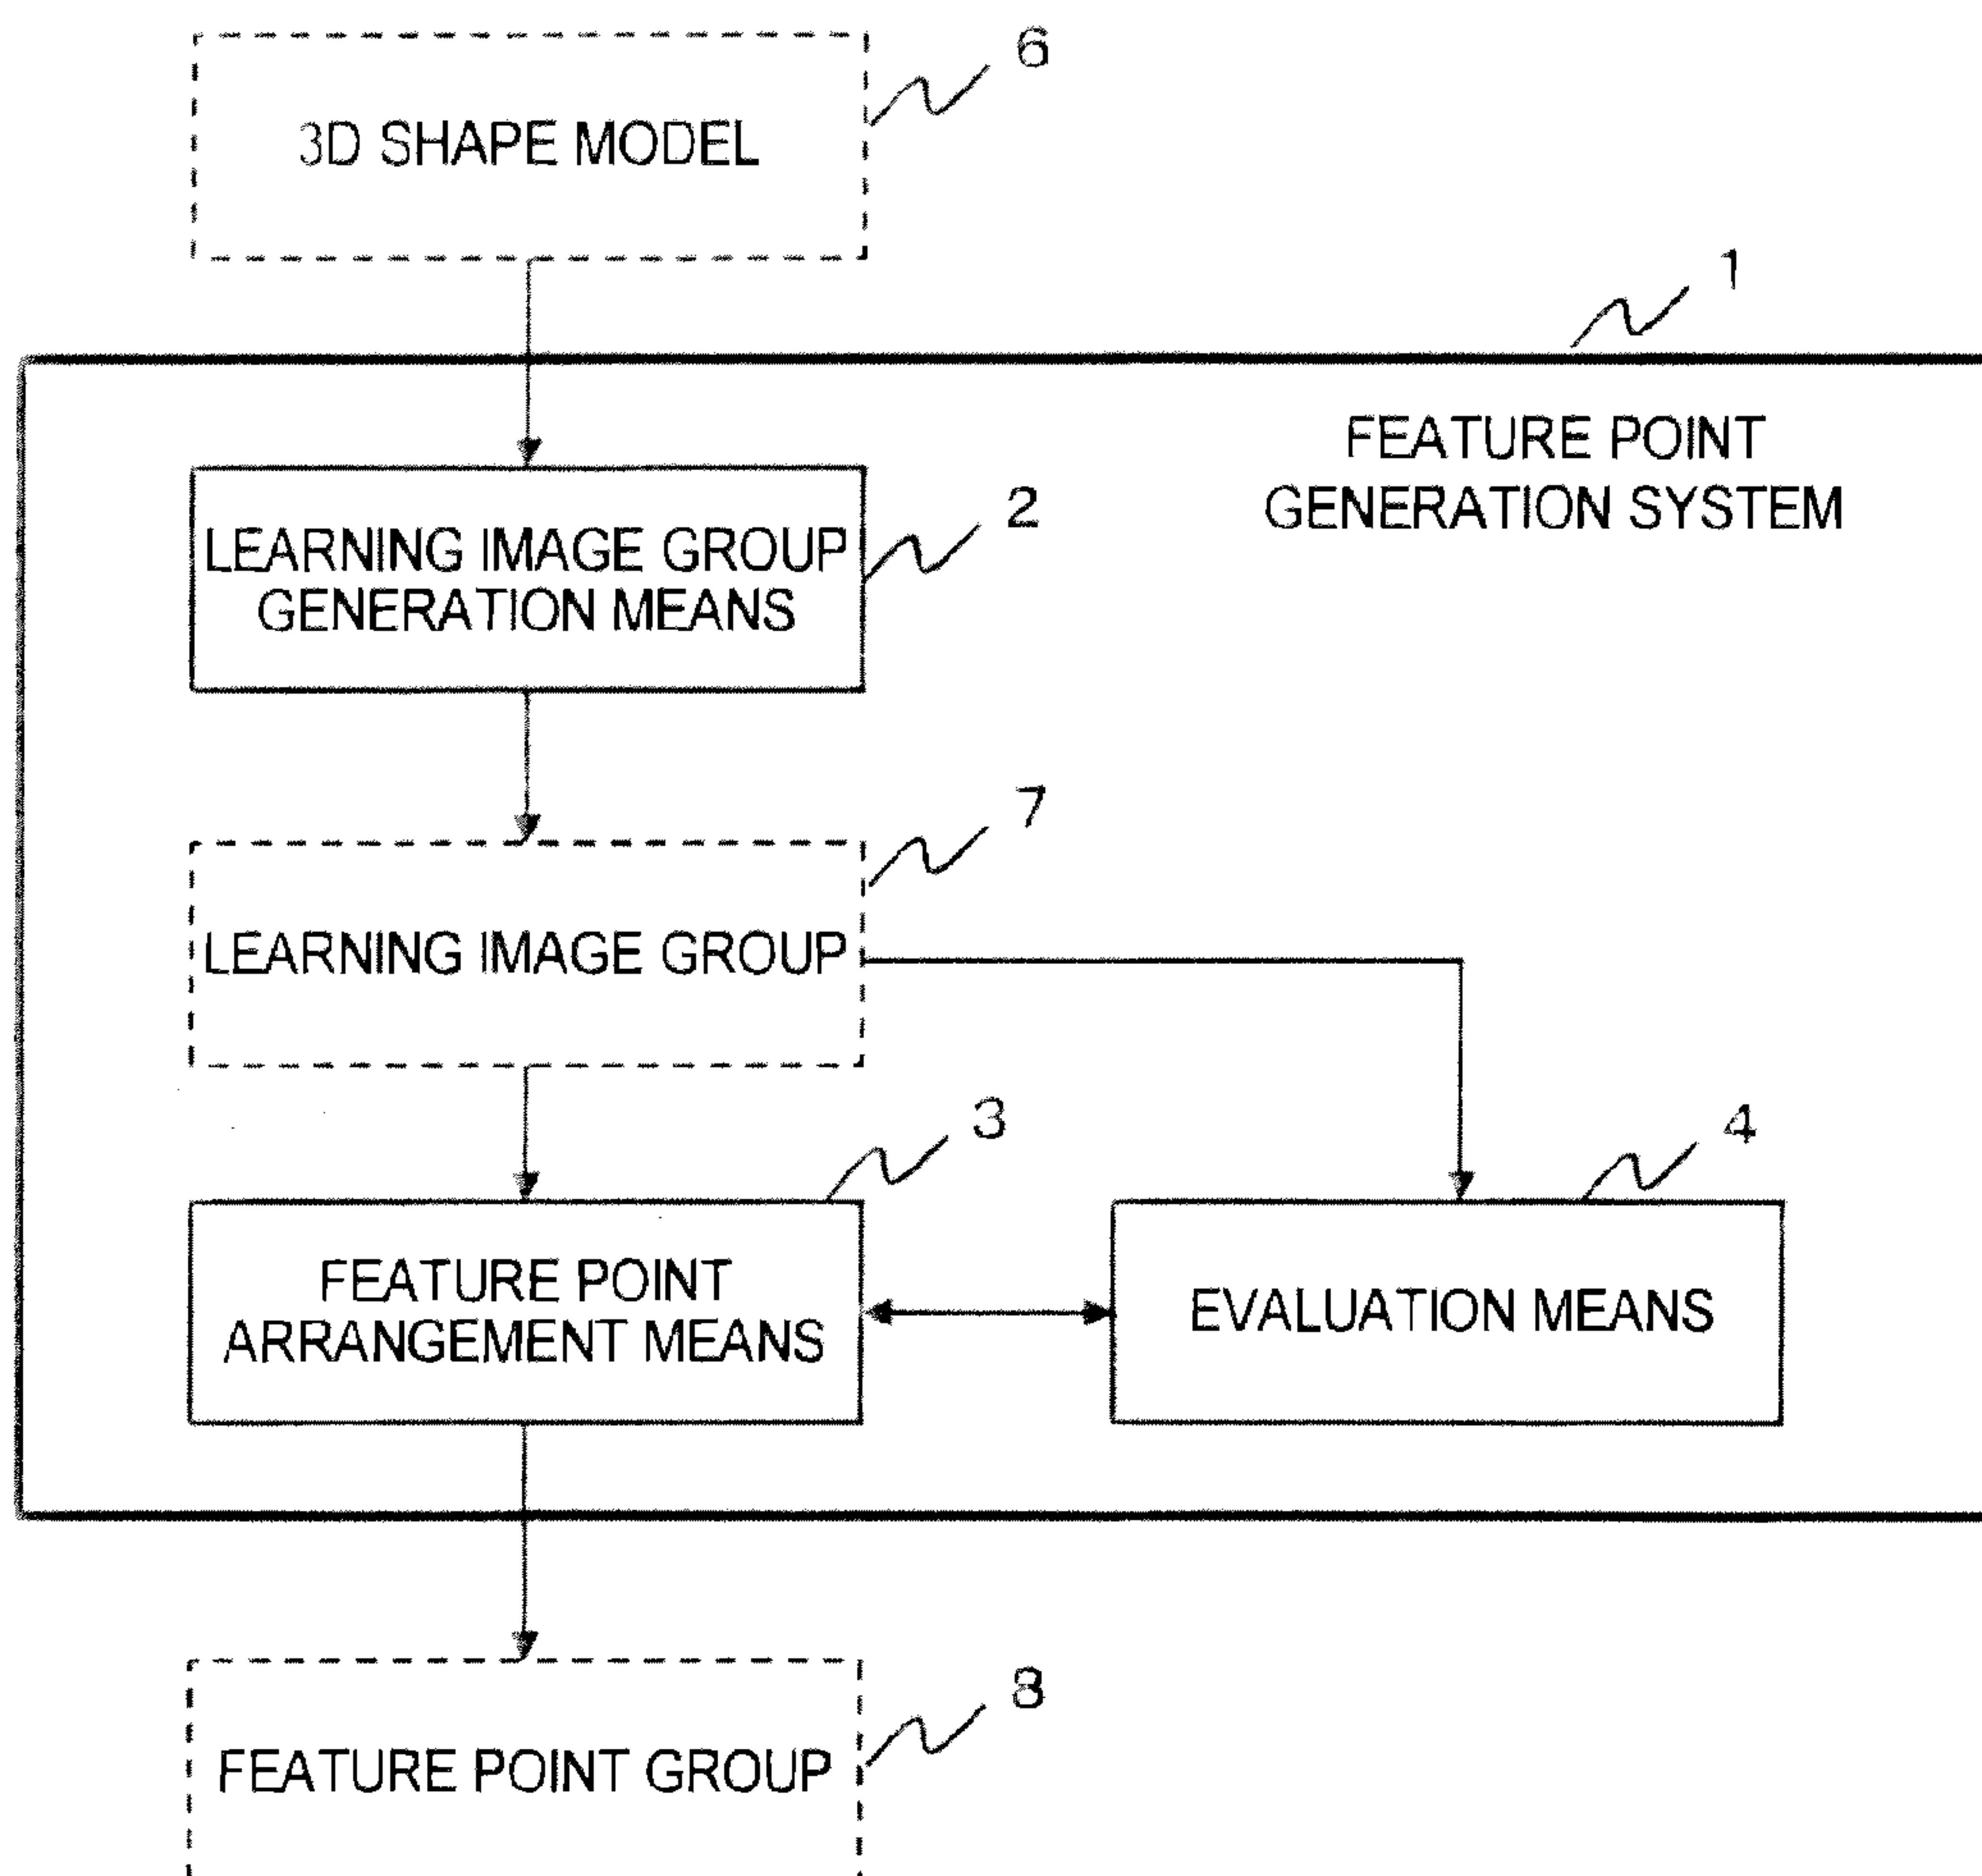 6
3D SHAPE MODEL
1
FEATURE POINT
GENERATION SYSTEM
2
LEARNING IMAGE GROUP
GENERATION MEANS
7
LEARNING IMAGE GROUP
3
4
FEATURE POINT
ARRANGEMENT MEANS
EVALUATION MEANS
8
FEATURE POINT GROUP